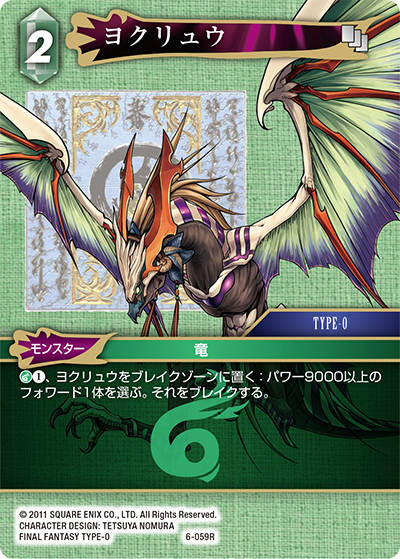 2
ヨクリュウ
TYPE-0
モンスター
竜
1、ヨクリュウをブレイクゾーンに置く：パワー9000以上の
フォワード1体を選ぶ。それをブレイクする。
© 2011 SQUARE ENIX CO., LTD. All Rights Reserved.
CHARACTER DESIGN: TETSUYA NOMURA
FINAL FANTASY TYPE-0
6-059R